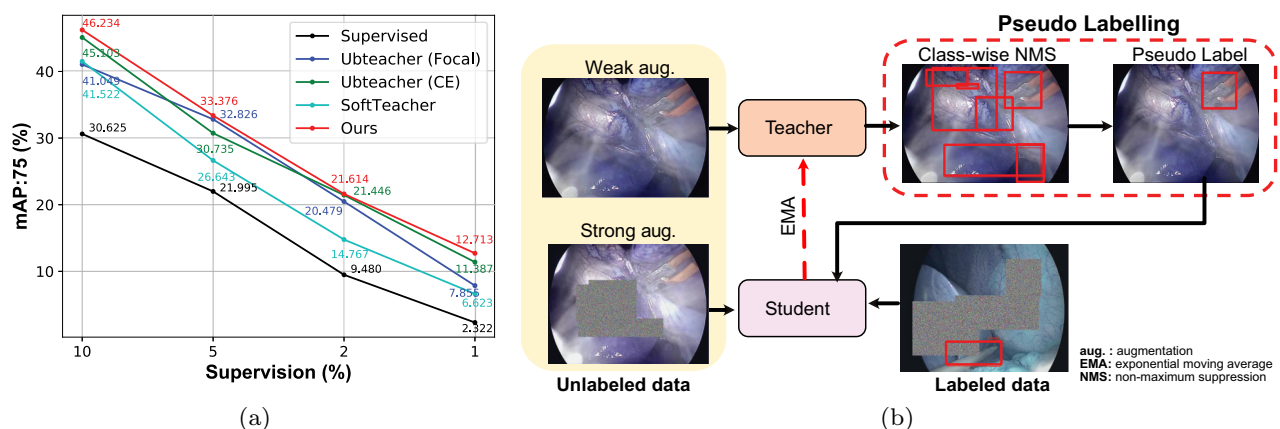 46.234
45.103
41.049
41.522
30.625
33.376
32.826
30.735
26.643
21.995
21.614
21.446
20.479
14.767
9.480
12.713
11.387
7.855
6.623
2.322
Supervised
Ubteacher (Focal)
Ubteacher (CE)
SoftTeacher
Ours
mAP:75 (%)
40
30
20
10
10 5 2 1
Supervision (%)
(a)
Pseudo Labelling
Weak aug.
Class-wise NMS
Pseudo Label
Teacher
EMA
Strong aug.
Student
Unlabeled data
Labeled data
aug. : augmentation
EMA: exponential moving average
NMS: non-maximum suppression
(b)